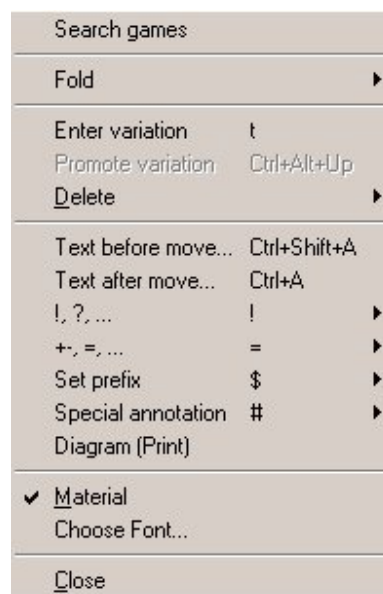 Search games
Fold
Enter variation t
Promote variation Ctrl+Alt+Up
Delete
Text before move... Ctrl+Shift+A
Text after move... Ctrl+A
!, ?, ... !
+-, =, ... =
Set prefix $
Special annotation #
Diagram (Print)
Material
Choose Font...
Close